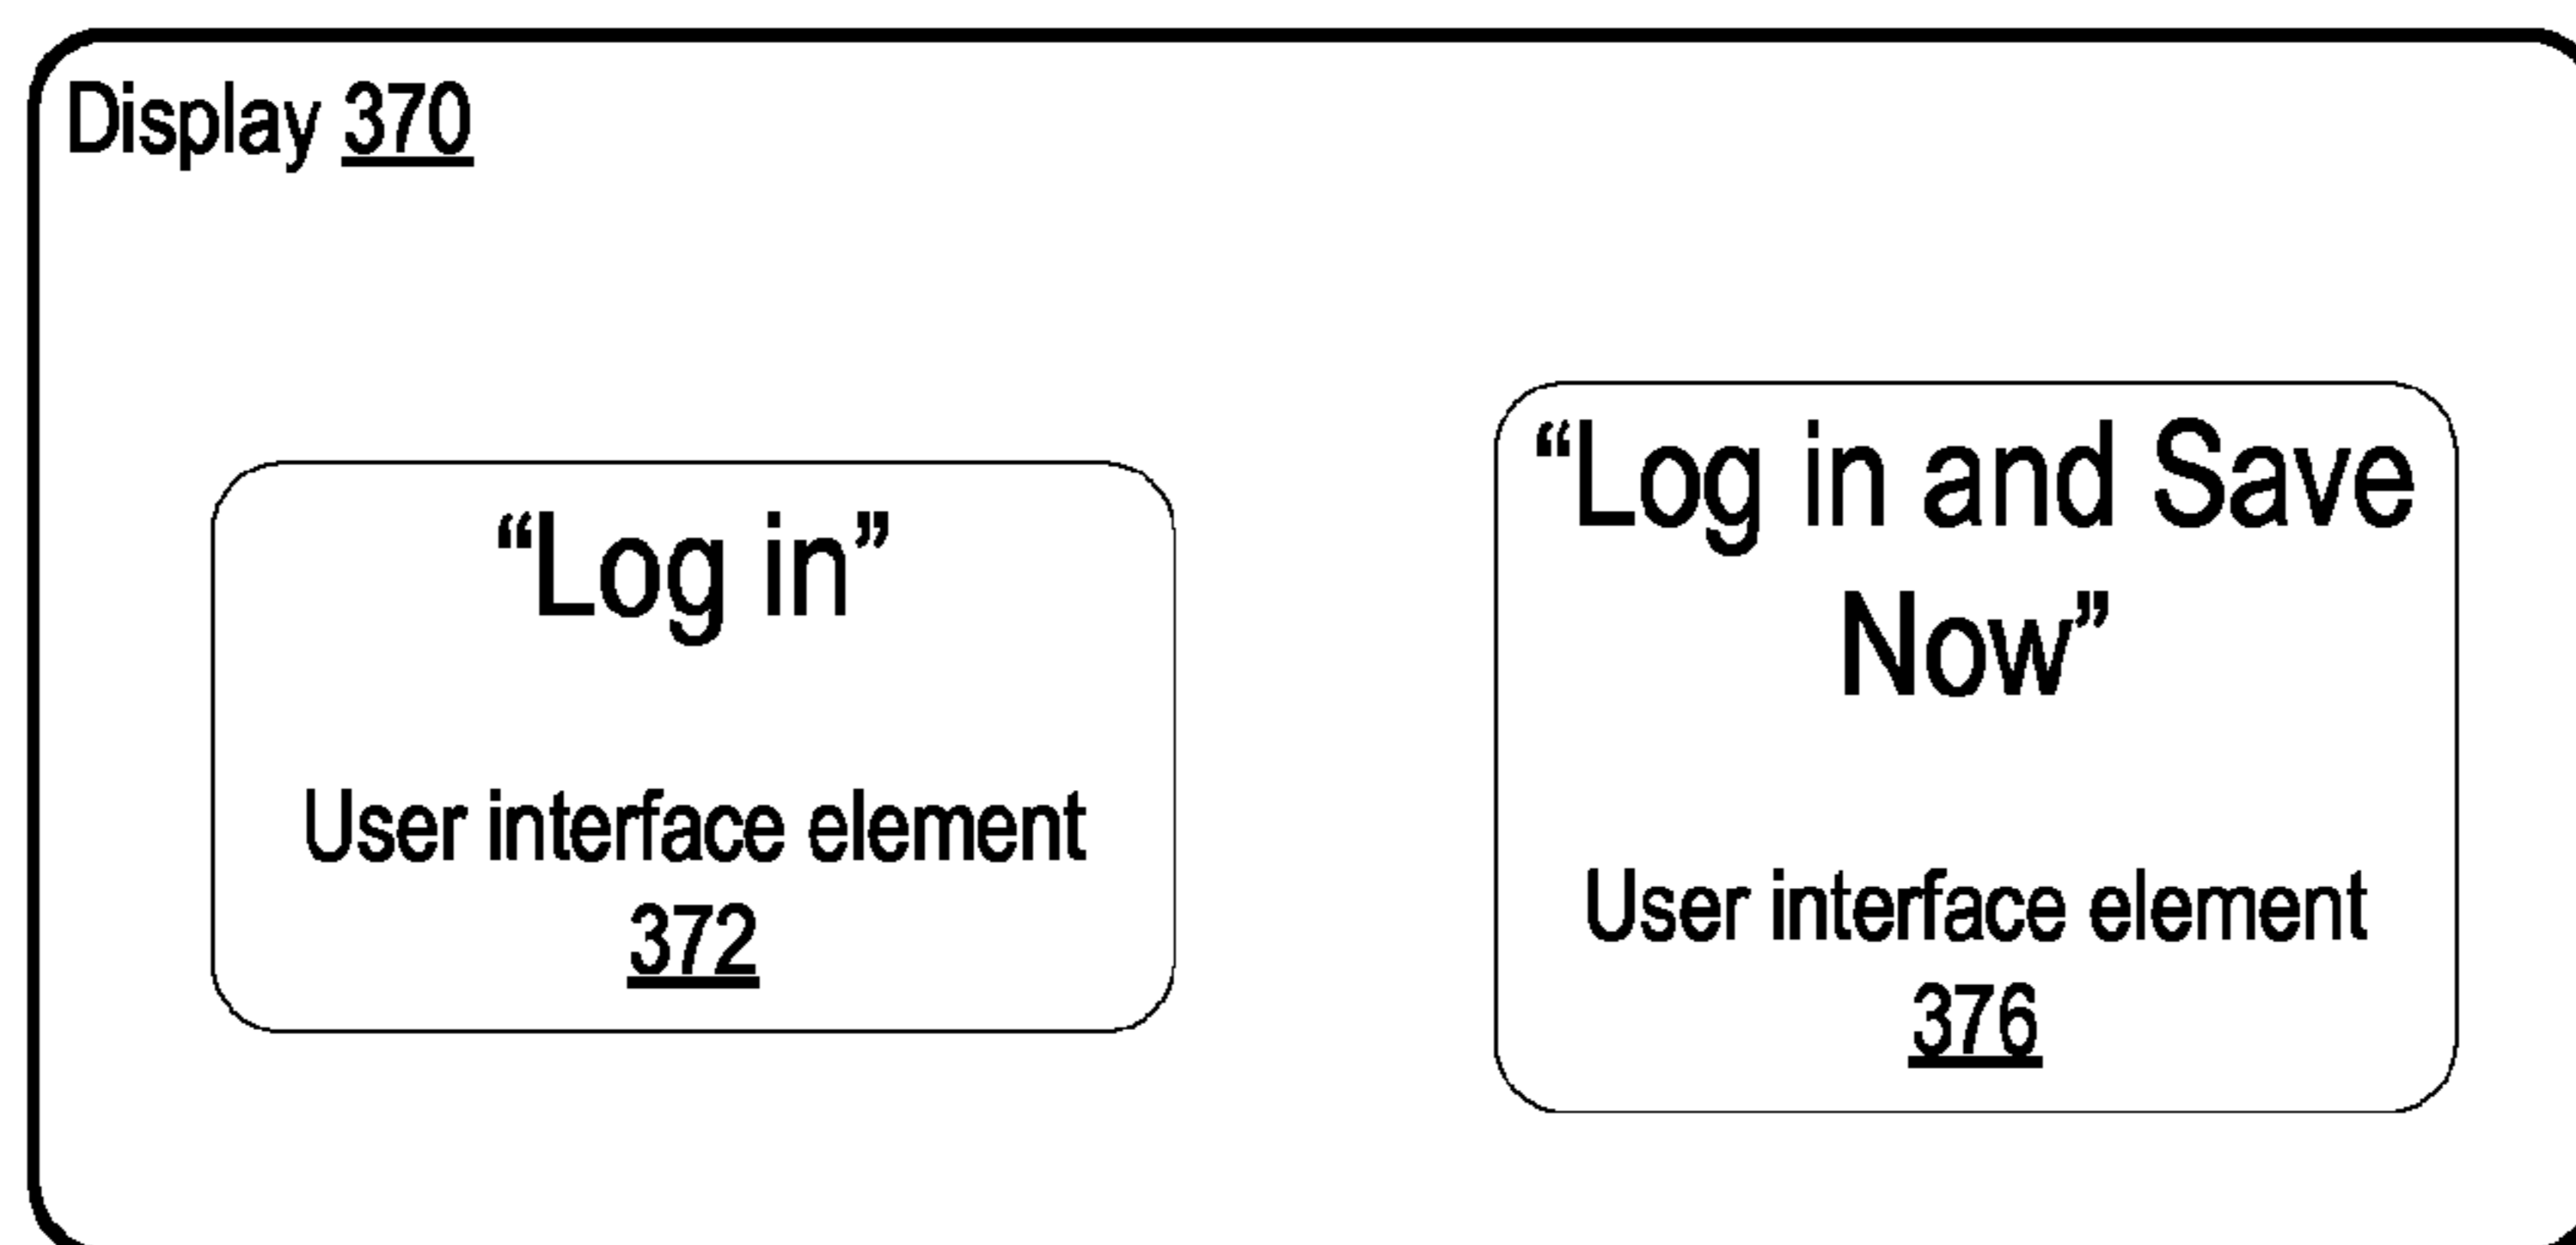 Display 370
“Log in”
User interface element
372
“Log in and Save
Now”
User interface element
376